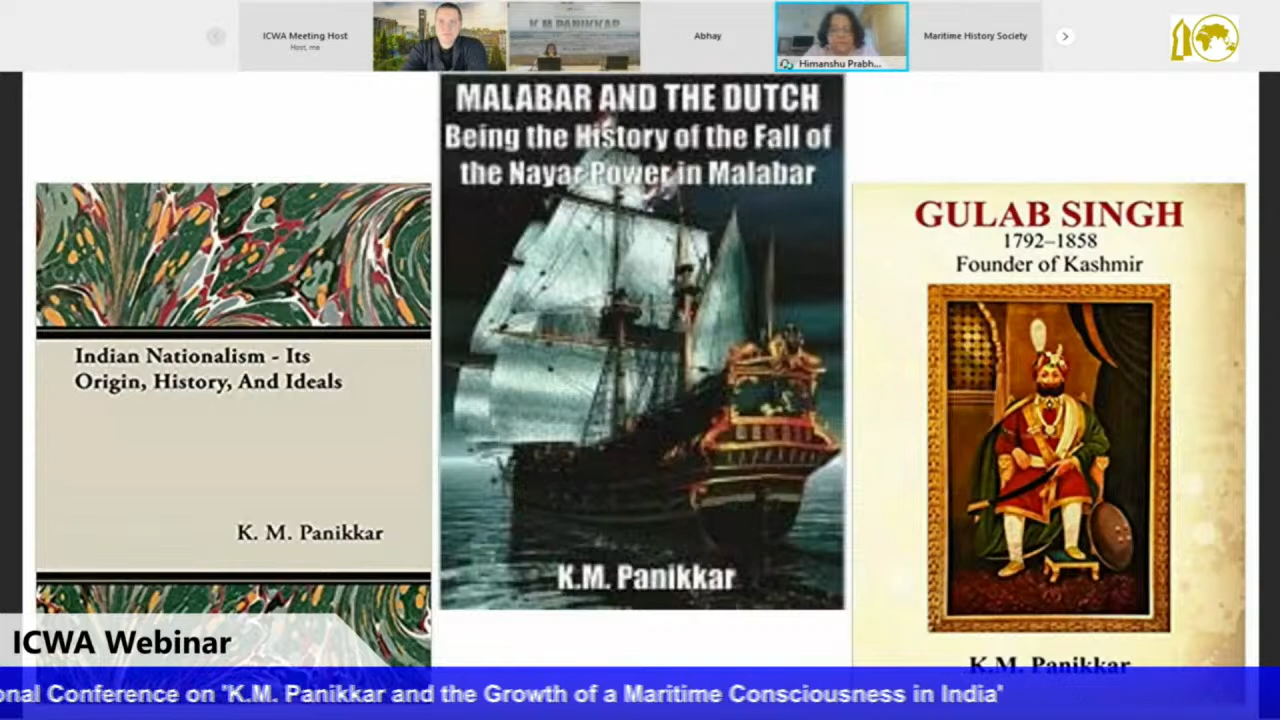 ICWA Meeting Host
Host, me
K M PANIKKAR
Abhay
Himanshu Prabh...
Maritime History Society
Indian Nationalism - Its
Origin, History, And Ideals
K. M. Panikkar
MALABAR AND THE DUTCH
Being the History of the Fall of
the Nayar Power in Malabar
K.M. Panikkar
GULAB SINGH
1792–1858
Founder of Kashmir
K.M. Panikkar
ICWA Webinar
onal Conference on 'K.M. Panikkar and the Growth of a Maritime Consciousness in India'